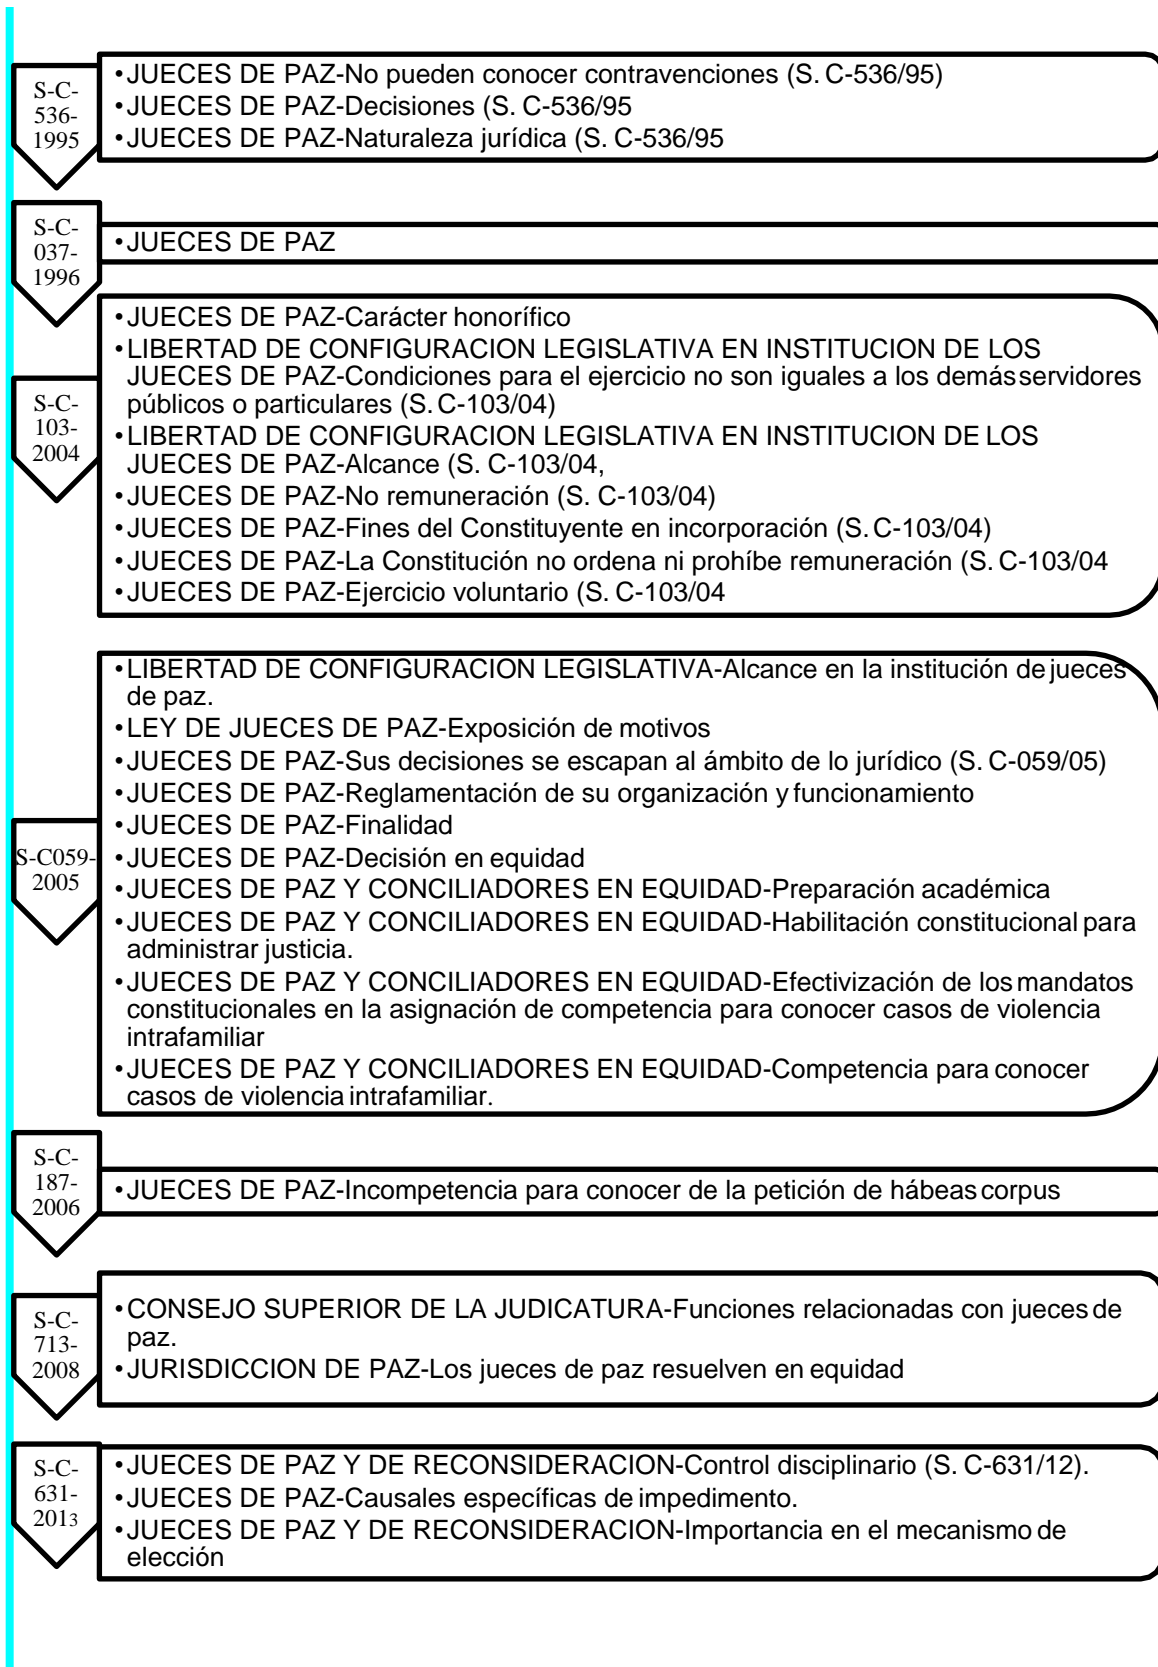 S-C-
536-
1995
•JUECES DE PAZ-No pueden conocer contravenciones (S. C-536/95)
•JUECES DE PAZ-Decisiones (S. C-536/95
•JUECES DE PAZ-Naturaleza jurídica (S. C-536/95
S-C-
037-
1996
•JUECES DE PAZ
S-C-
103-
2004
•JUECES DE PAZ-Carácter honorífico
•LIBERTAD DE CONFIGURACION LEGISLATIVA EN INSTITUCION DE LOS
JUECES DE PAZ-Condiciones para el ejercicio no son iguales a los demás servidores
públicos o particulares (S. C-103/04)
•LIBERTAD DE CONFIGURACION LEGISLATIVA EN INSTITUCION DE LOS
JUECES DE PAZ-Alcance (S. C-103/04,
•JUECES DE PAZ-No remuneración (S. C-103/04)
•JUECES DE PAZ-Fines del Constituyente en incorporación (S. C-103/04)
•JUECES DE PAZ-La Constitución no ordena ni prohíbe remuneración (S. C-103/04
•JUECES DE PAZ-Ejercicio voluntario (S. C-103/04
S-C059-
2005
•LIBERTAD DE CONFIGURACION LEGISLATIVA-Alcance en la institución de jueces
de paz.
•LEY DE JUECES DE PAZ-Exposición de motivos
•JUECES DE PAZ-Sus decisiones se escapan al ámbito de lo jurídico (S. C-059/05)
•JUECES DE PAZ-Reglamentación de su organización y funcionamiento
•JUECES DE PAZ-Finalidad
•JUECES DE PAZ-Decisión en equidad
•JUECES DE PAZ Y CONCILIADORES EN EQUIDAD-Preparación académica
•JUECES DE PAZ Y CONCILIADORES EN EQUIDAD-Habilitación constitucional para
administrar justicia.
•JUECES DE PAZ Y CONCILIADORES EN EQUIDAD-Efectivización de los mandatos
constitucionales en la asignación de competencia para conocer casos de violencia
intrafamiliar
•JUECES DE PAZ Y CONCILIADORES EN EQUIDAD-Competencia para conocer
casos de violencia intrafamiliar.
S-C-
187-
2006
•JUECES DE PAZ-Incompetencia para conocer de la petición de hábeas corpus
S-C-
713-
2008
•CONSEJO SUPERIOR DE LA JUDICATURA-Funciones relacionadas con jueces de
paz.
•JURISDICCION DE PAZ-Los jueces de paz resuelven en equidad
S-C-
631-
2013
•JUECES DE PAZ Y DE RECONSIDERACION-Control disciplinario (S. C-631/12).
•JUECES DE PAZ-Causales específicas de impedimento.
•JUECES DE PAZ Y DE RECONSIDERACION-Importancia en el mecanismo de
elección